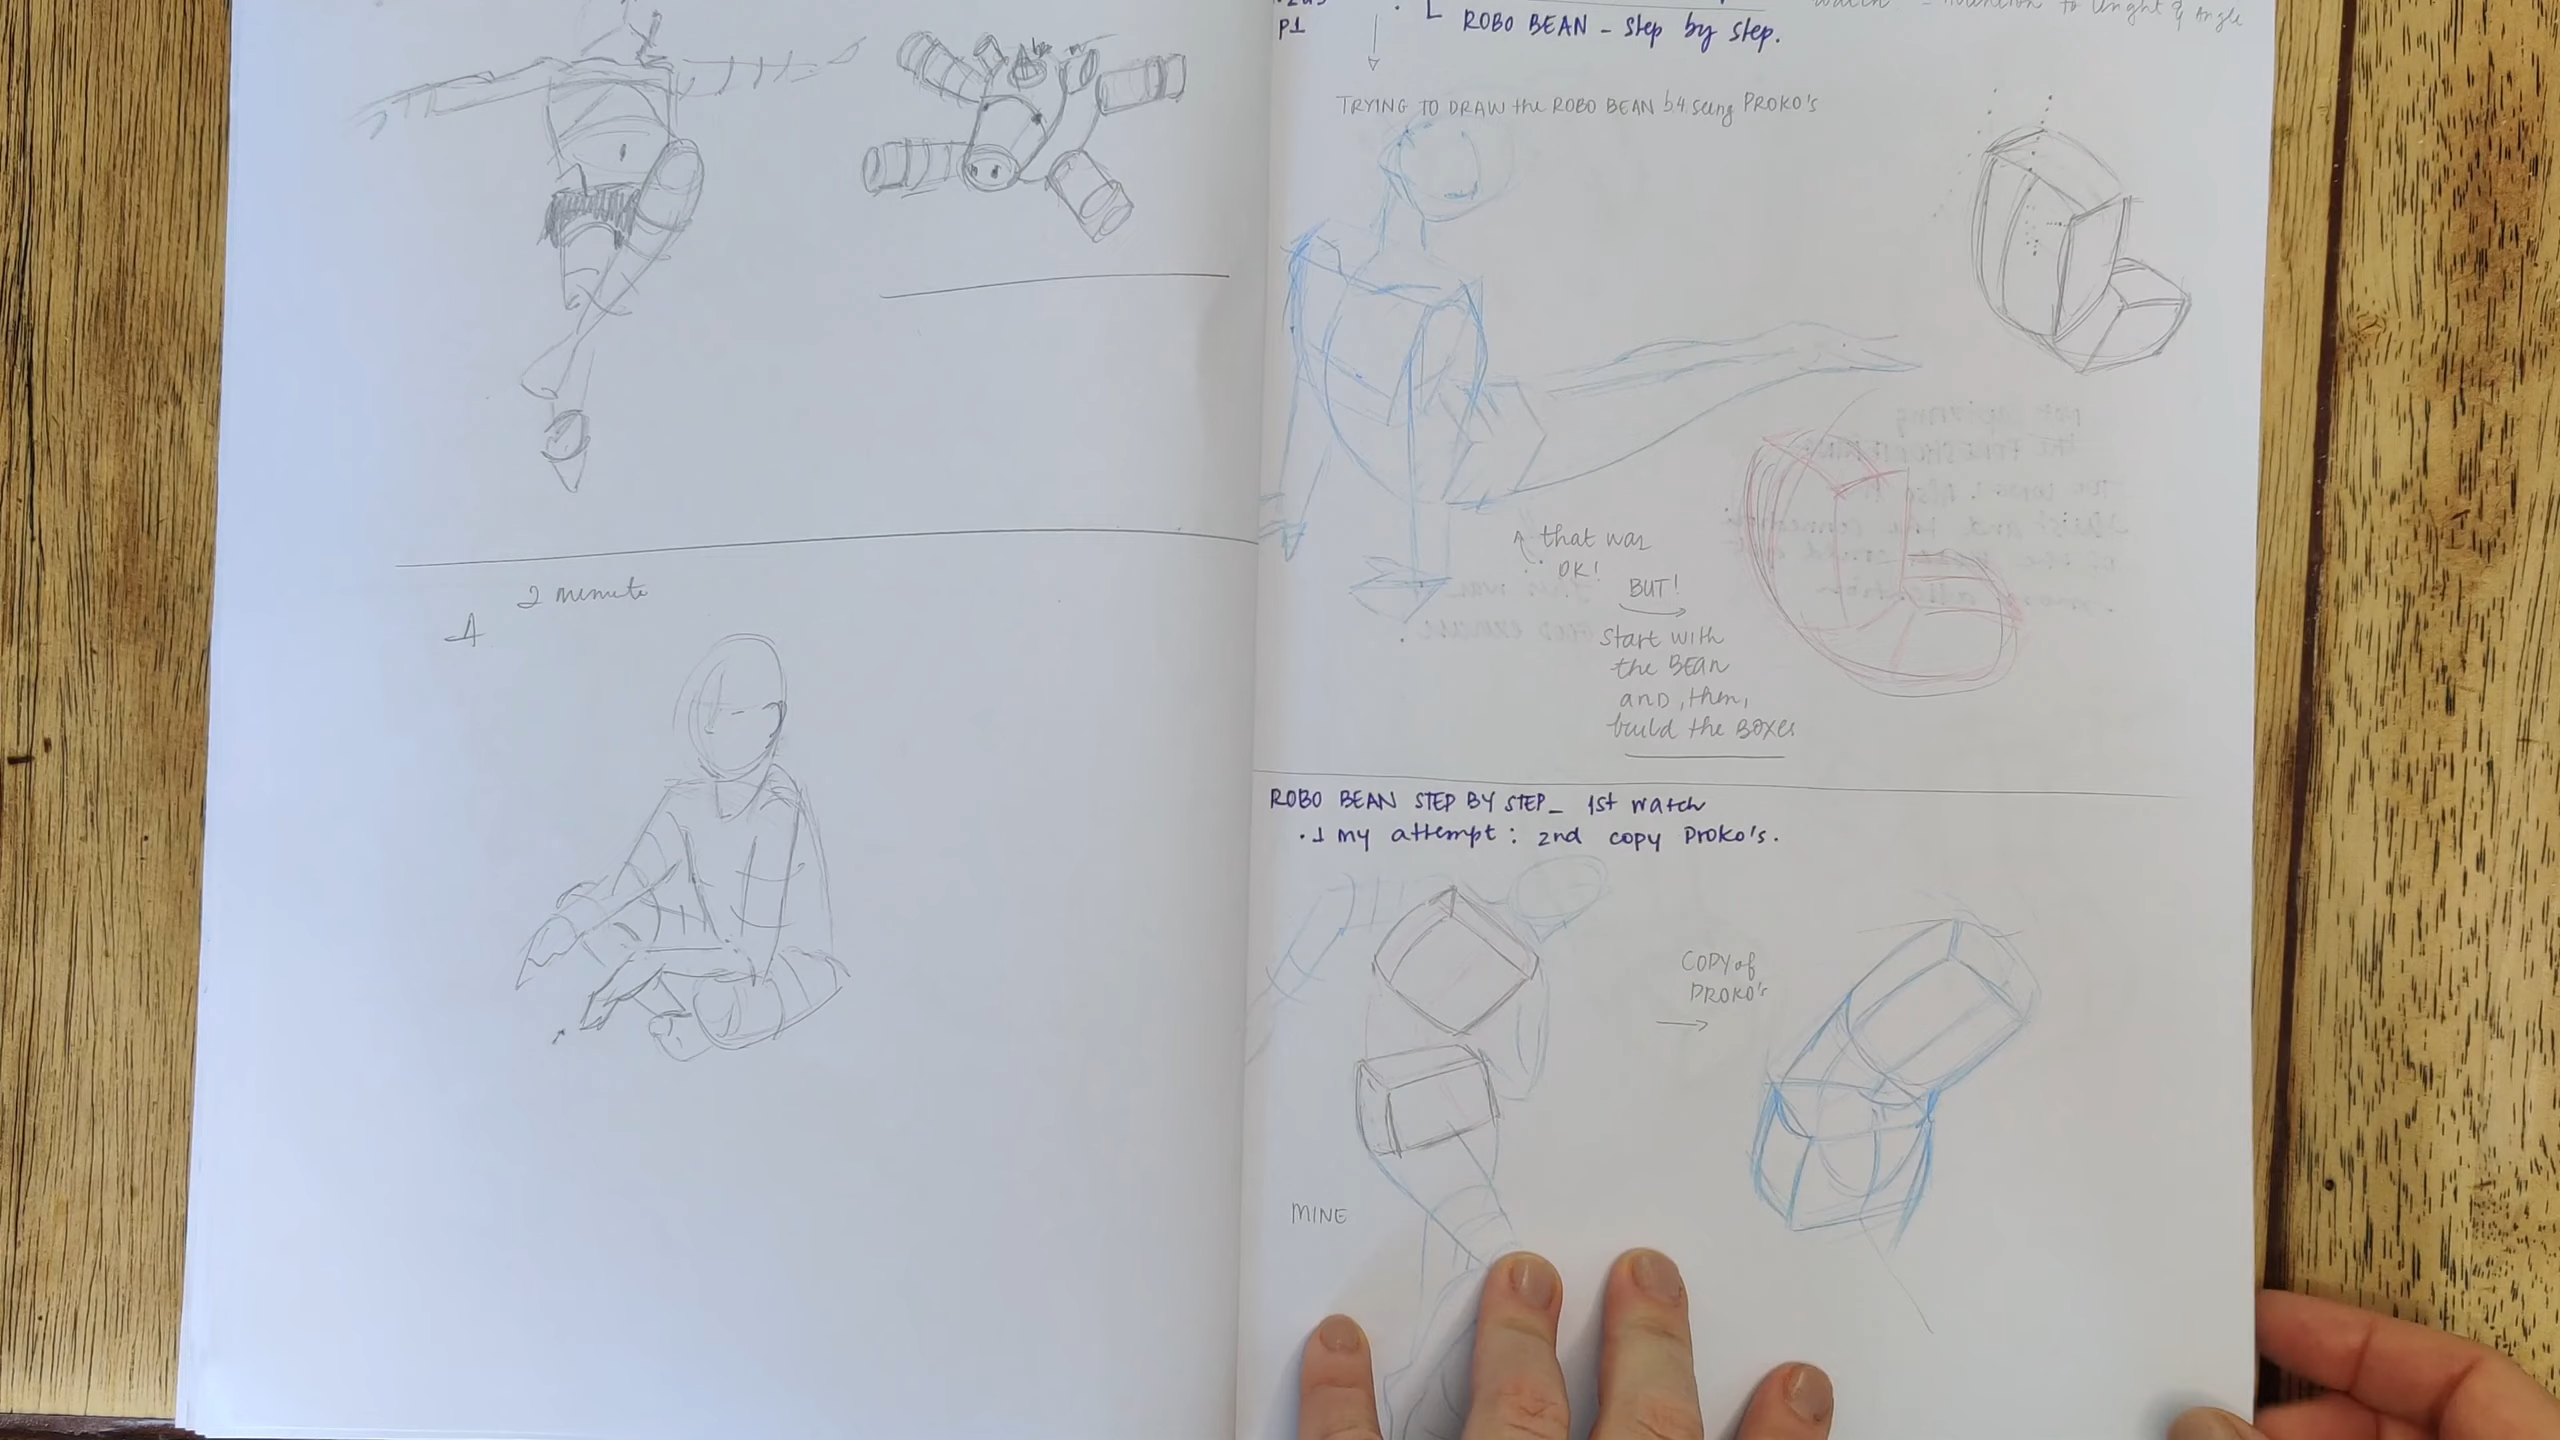 2 minute
P1
ROBO BEAN - Step by step.
TRYING TO DRAW the ROBO BEAN b4 seeing PROKO's
that was
OK!
BUT!
start with
the BEAN
and, then,
build the BOXES
ROBO BEAN STEP BY STEP_ 1st watch
.1 my attempt: 2nd copy Proko's.
COPY of
PROKO's
MINE